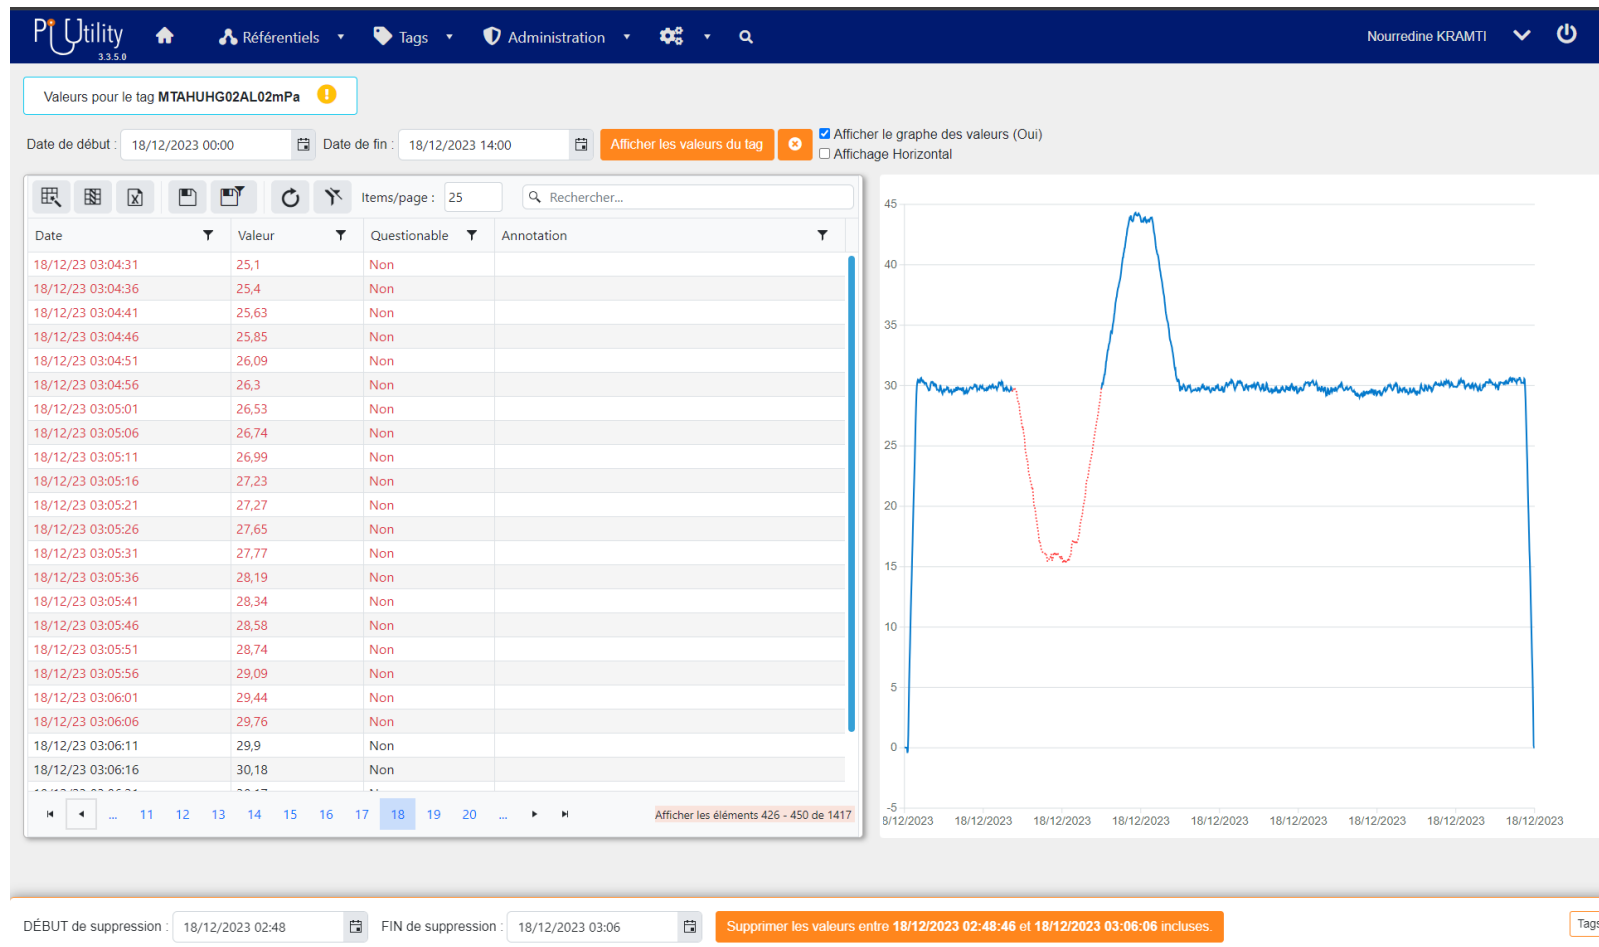 Pi Utility
3.3.5.0
Référentiels
Tags
Administration
Nourredine KRAMTI
Valeurs pour le tag MTAHUHG02AL02mPa
Date de début : 18/12/2023 00:00 Date de fin : 18/12/2023 14:00 Afficher les valeurs du tag
Afficher le graphe des valeurs (Oui)
Affichage Horizontal
Items/page : 25 Rechercher...
Date Valeur Questionable Annotation
18/12/23 03:04:31 25,1 Non
18/12/23 03:04:36 25,4 Non
18/12/23 03:04:41 25,63 Non
18/12/23 03:04:46 25,85 Non
18/12/23 03:04:51 26,09 Non
18/12/23 03:04:56 26,3 Non
18/12/23 03:05:01 26,53 Non
18/12/23 03:05:06 26,74 Non
18/12/23 03:05:11 26,99 Non
18/12/23 03:05:16 27,23 Non
18/12/23 03:05:21 27,27 Non
18/12/23 03:05:26 27,65 Non
18/12/23 03:05:31 27,77 Non
18/12/23 03:05:36 28,19 Non
18/12/23 03:05:41 28,34 Non
18/12/23 03:05:46 28,58 Non
18/12/23 03:05:51 28,74 Non
18/12/23 03:05:56 29,09 Non
18/12/23 03:06:01 29,44 Non
18/12/23 03:06:06 29,76 Non
18/12/23 03:06:11 29,9 Non
18/12/23 03:06:16 30,18 Non
... 11 12 13 14 15 16 17 18 19 20 ... Afficher les éléments 426 - 450 de 1417
45
40
35
30
25
20
15
10
5
0
-5
8/12/2023 18/12/2023 18/12/2023 18/12/2023 18/12/2023 18/12/2023 18/12/2023 18/12/2023 18/12/2023
DÉBUT de suppression : 18/12/2023 02:48 FIN de suppression : 18/12/2023 03:06 Supprimer les valeurs entre 18/12/2023 02:48:46 et 18/12/2023 03:06:06 incluses.
Tags